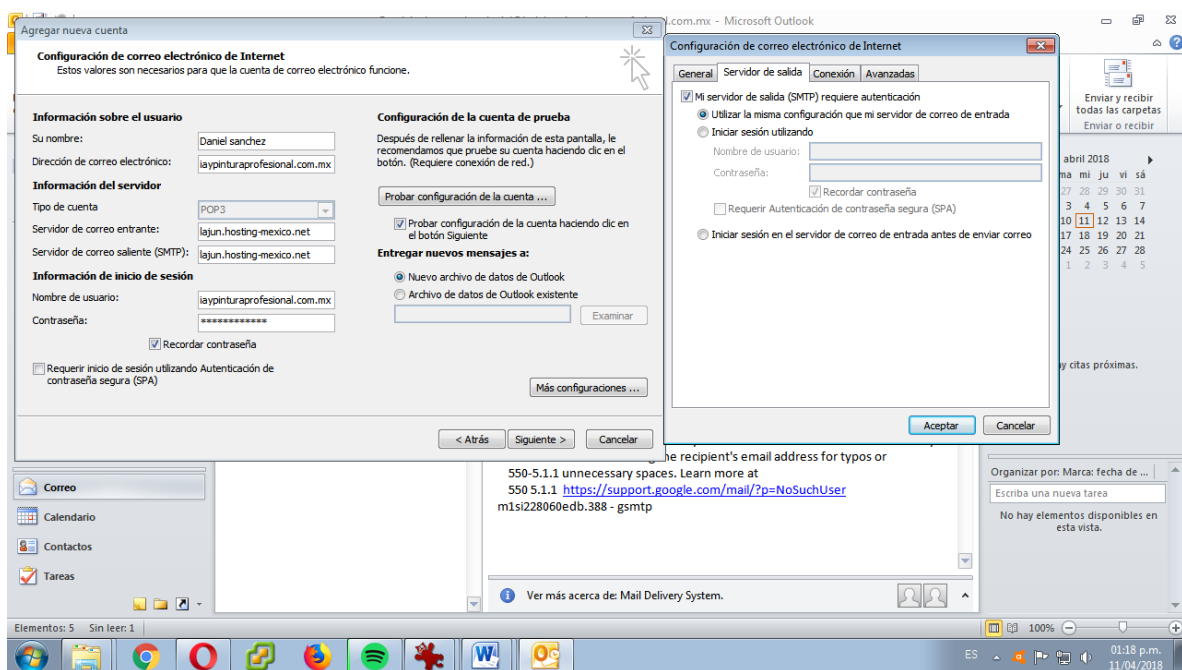 l.com.mx - Microsoft Outlook
Agregar nueva cuenta
Configuración de correo electrónico de Internet
Estos valores son necesarios para que la cuenta de correo electrónico funcione.
Información sobre el usuario
Su nombre:
Daniel sanchez
Dirección de correo electrónico:
iaypinturaprofesional.com.mx
Información del servidor
Tipo de cuenta
POP3
Servidor de correo entrante:
lajun.hosting-mexico.net
Servidor de correo saliente (SMTP):
lajun.hosting-mexico.net
Información de inicio de sesión
Nombre de usuario:
iaypinturaprofesional.com.mx
Contraseña:
************
Recordar contraseña
Requerir inicio de sesión utilizando Autenticación de
contraseña segura (SPA)
Configuración de la cuenta de prueba
Después de rellenar la información de esta pantalla, le
recomendamos que pruebe su cuenta haciendo clic en el
botón. (Requiere conexión de red.)
Probar configuración de la cuenta ...
Probar configuración de la cuenta haciendo clic en
el botón Siguiente
Entregar nuevos mensajes a:
Nuevo archivo de datos de Outlook
Archivo de datos de Outlook existente
Examinar
Más configuraciones ...
< Atrás
Siguiente >
Cancelar
Configuración de correo electrónico de Internet
General
Servidor de salida
Conexión
Avanzadas
Mi servidor de salida (SMTP) requiere autenticación
Utilizar la misma configuración que mi servidor de correo de entrada
Iniciar sesión utilizando
Nombre de usuario:
Contraseña:
Recordar contraseña
Requerir Autenticación de contraseña segura (SPA)
Iniciar sesión en el servidor de correo de entrada antes de enviar correo
Aceptar
Cancelar
Enviar y recibir
todas las carpetas
Enviar o recibir
abril 2018
ma mi ju vi sá
27 28 29 30 31
3 4 5 6 7
10 11 12 13 14
17 18 19 20 21
24 25 26 27 28
1 2 3 4 5
y citas próximas.
he recipient's email address for typos or
550-5.1.1 unnecessary spaces. Learn more at
550 5.1.1 https://support.google.com/mail/?p=NoSuchUser
m1si228060edb.388 - gsmtp
Ver más acerca de: Mail Delivery System.
Correo
Calendario
Contactos
Tareas
Organizar por: Marca: fecha de ...
Escriba una nueva tarea
No hay elementos disponibles en
esta vista.
Elementos: 5 Sin leer: 1
100%
ES
01:18 p.m.
11/04/2018